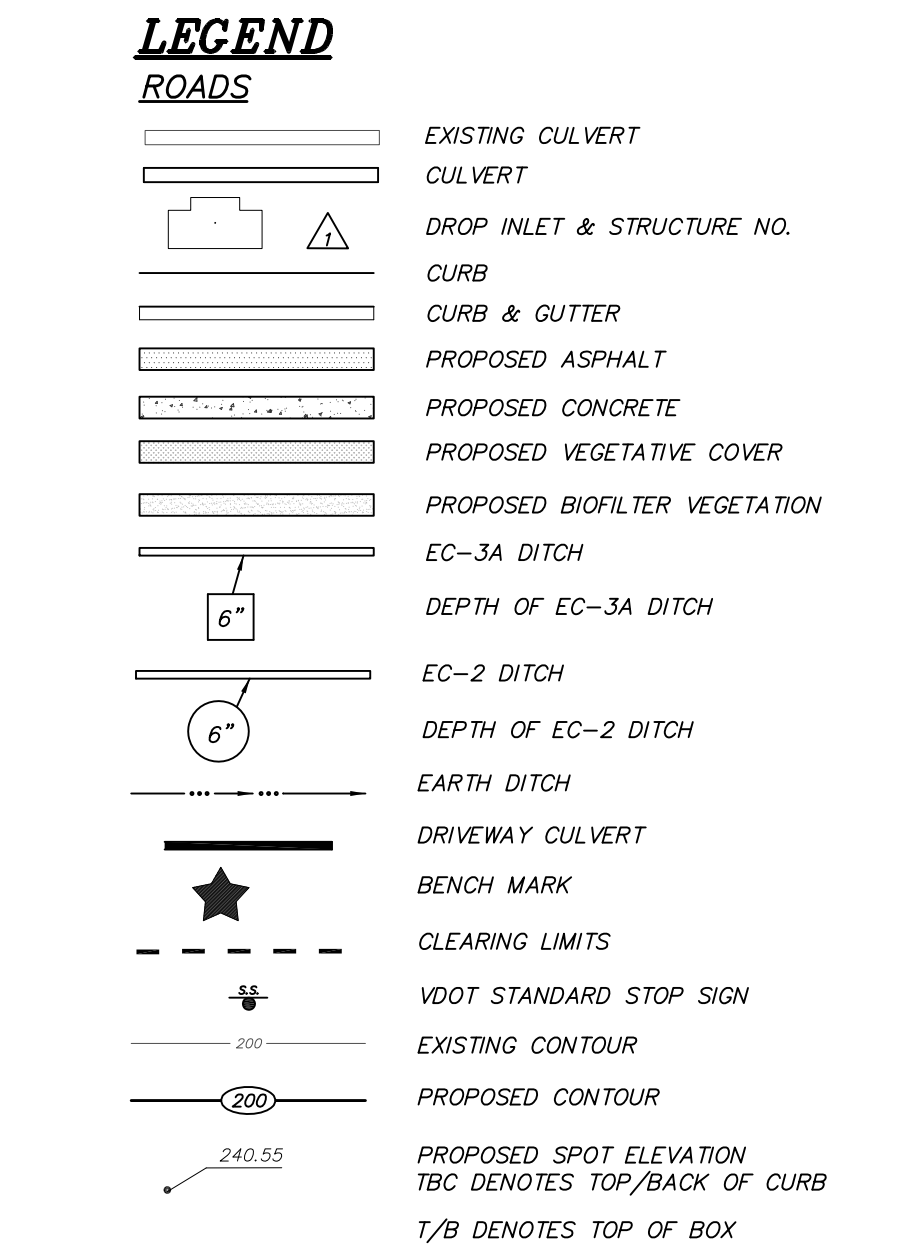 LEGEND
ROADS
EXISTING CULVERT
CULVERT
1
DROP INLET & STRUCTURE NO.
CURB
CURB & GUTTER
PROPOSED ASPHALT
PROPOSED CONCRETE
PROPOSED VEGETATIVE COVER
PROPOSED BIOFILTER VEGETATION
EC-3A DITCH
6"
DEPTH OF EC-3A DITCH
EC-2 DITCH
6"
DEPTH OF EC-2 DITCH
EARTH DITCH
DRIVEWAY CULVERT
BENCH MARK
CLEARING LIMITS
S.S.
VDOT STANDARD STOP SIGN
200
EXISTING CONTOUR
200
PROPOSED CONTOUR
240.55
PROPOSED SPOT ELEVATION
TBC DENOTES TOP/BACK OF CURB
T/B DENOTES TOP OF BOX